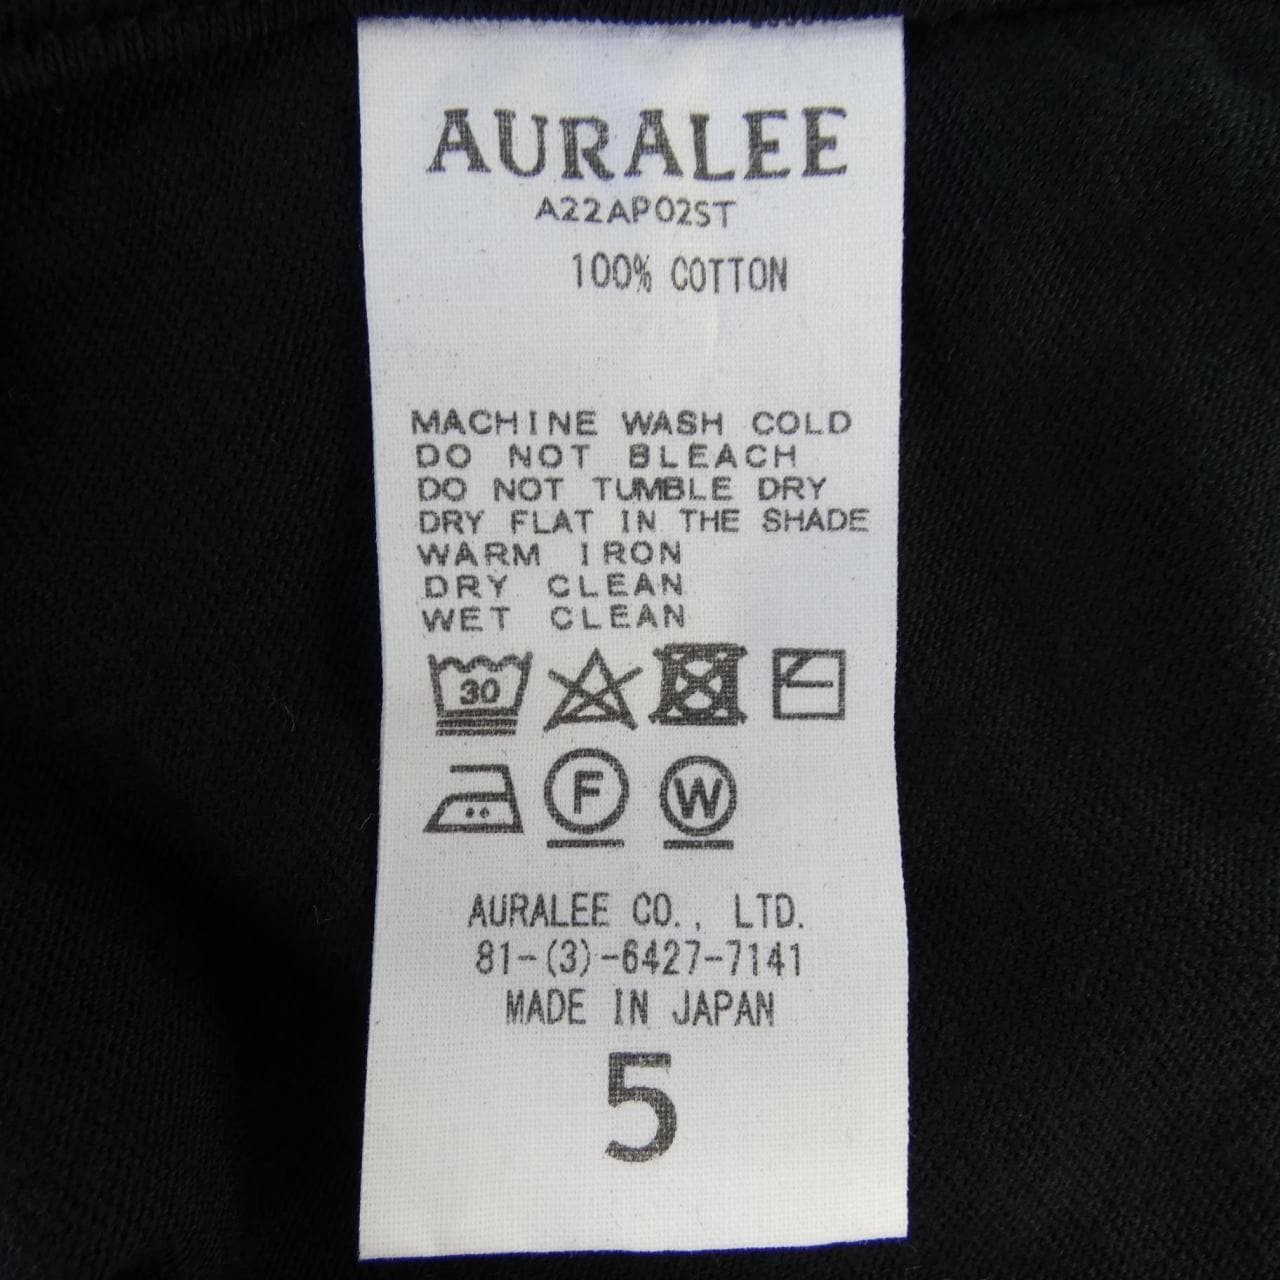 AURALEE
A22AP02ST
100% COTTON
MACHINE WASH COLD
DO NOT BLEACH
DO NOT TUMBLE DRY
DRY FLAT IN THE SHADE
WARM IRON
DRY CLEAN
WET CLEAN
30
F W
AURALEE CO., LTD.
81-(3)-6427-7141
MADE IN JAPAN
5